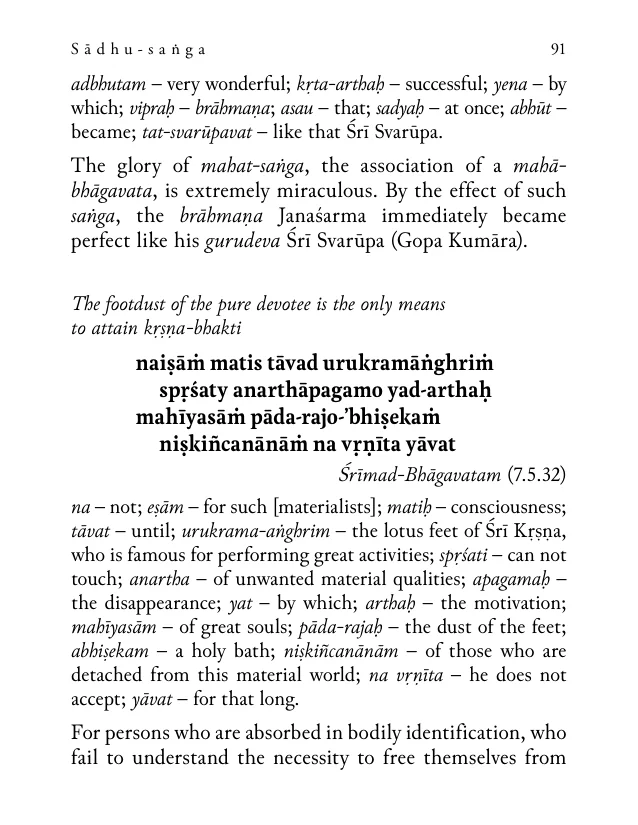 Sādhu-saṅga 91
adbhutam – very wonderful; kṛta-arthaḥ – successful; yena – by
which; vipraḥ – brāhmaṇa; asau – that; sadyaḥ – at once; abhūt –
became; tat-svarūpavat – like that Śrī Svarūpa.
The glory of mahat-saṅga, the association of a mahā-
bhāgavata, is extremely miraculous. By the effect of such
saṅga, the brāhmaṇa Janaśarma immediately became
perfect like his gurudeva Śrī Svarūpa (Gopa Kumāra).
The footdust of the pure devotee is the only means
to attain kṛṣṇa-bhakti
naiṣāṁ matis tāvad urukramāṅghriṁ
spṛśaty anarthāpagamo yad-arthaḥ
mahīyasāṁ pāda-rajo-’bhiṣekaṁ
niṣkiñcanānāṁ na vṛṇīta yāvat
Śrīmad-Bhāgavatam (7.5.32)
na – not; eṣām – for such [materialists]; matiḥ – consciousness;
tāvat – until; urukrama-aṅghrim – the lotus feet of Śrī Kṛṣṇa,
who is famous for performing great activities; spṛśati – can not
touch; anartha – of unwanted material qualities; apagamaḥ –
the disappearance; yat – by which; arthaḥ – the motivation;
mahīyasām – of great souls; pāda-rajaḥ – the dust of the feet;
abhiṣekam – a holy bath; niṣkiñcanānām – of those who are
detached from this material world; na vṛṇīta – he does not
accept; yāvat – for that long.
For persons who are absorbed in bodily identification, who
fail to understand the necessity to free themselves from